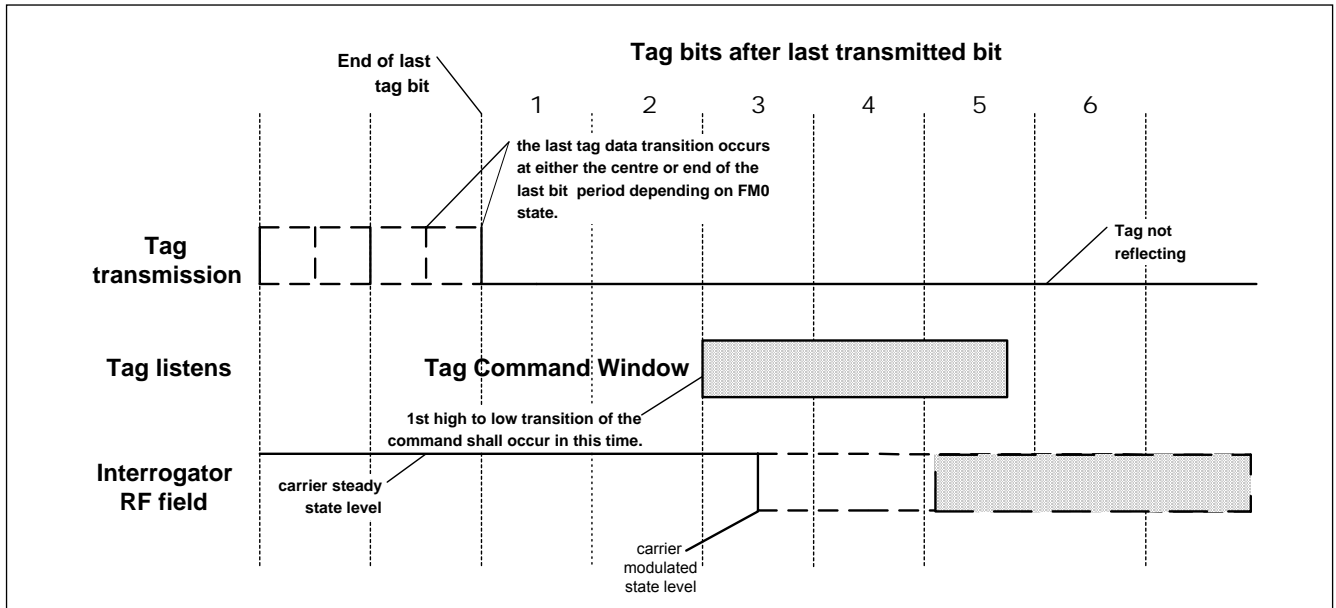 Tag bits after last transmitted bit
End of last
tag bit
1 2 3 4 5 6
the last tag data transition occurs
at either the centre or end of the
last bit period depending on FM0
state.
Tag
transmission
Tag not
reflecting
Tag listens
Tag Command Window
1st high to low transition of the
command shall occur in this time.
Interrogator
RF field
carrier steady
state level
carrier
modulated
state level